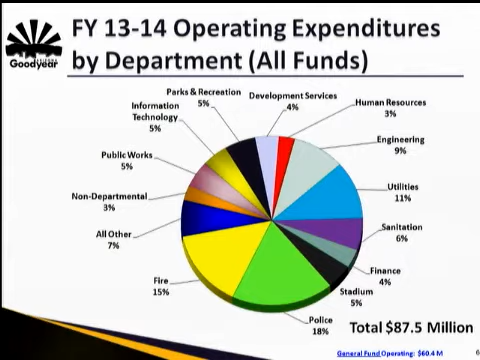 FY 13-14 Operating Expenditures
by Department (All Funds)
ARIZONA
Goodyear
Parks & Recreation
5%
Development Services
4%
Human Resources
3%
Information
Technology
5%
Engineering
9%
Public Works
5%
Utilities
11%
Non-Departmental
3%
Sanitation
6%
All Other
7%
Finance
4%
Fire
15%
Stadium
5%
Police
18%
Total $87.5 Million
General Fund Operating: $60.4 M
6